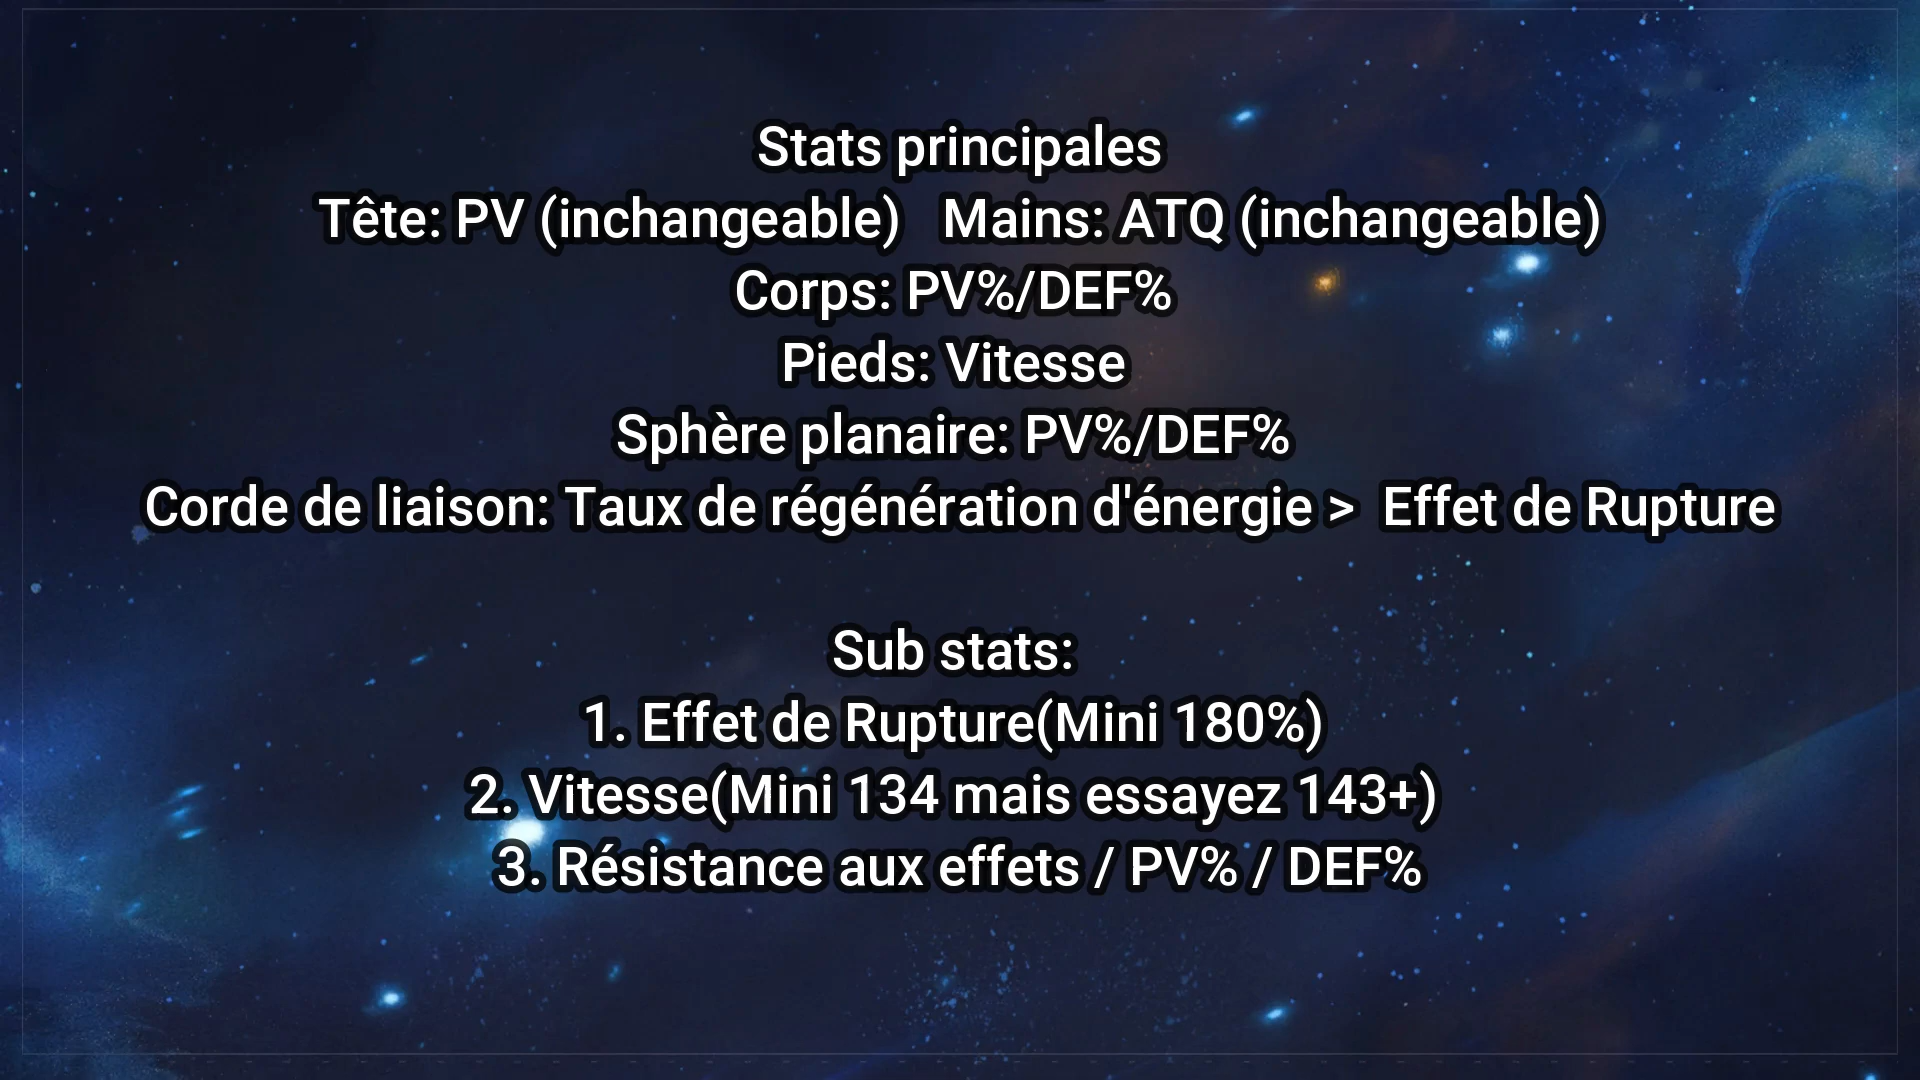 Stats principales
Tête: PV (inchangeable)   Mains: ATQ (inchangeable)
Corps: PV%/DEF%
Pieds: Vitesse
Sphère planaire: PV%/DEF%
Corde de liaison: Taux de régénération d'énergie >  Effet de Rupture
Sub stats:
1. Effet de Rupture(Mini 180%)
2. Vitesse(Mini 134 mais essayez 143+)
3. Résistance aux effets / PV% / DEF%